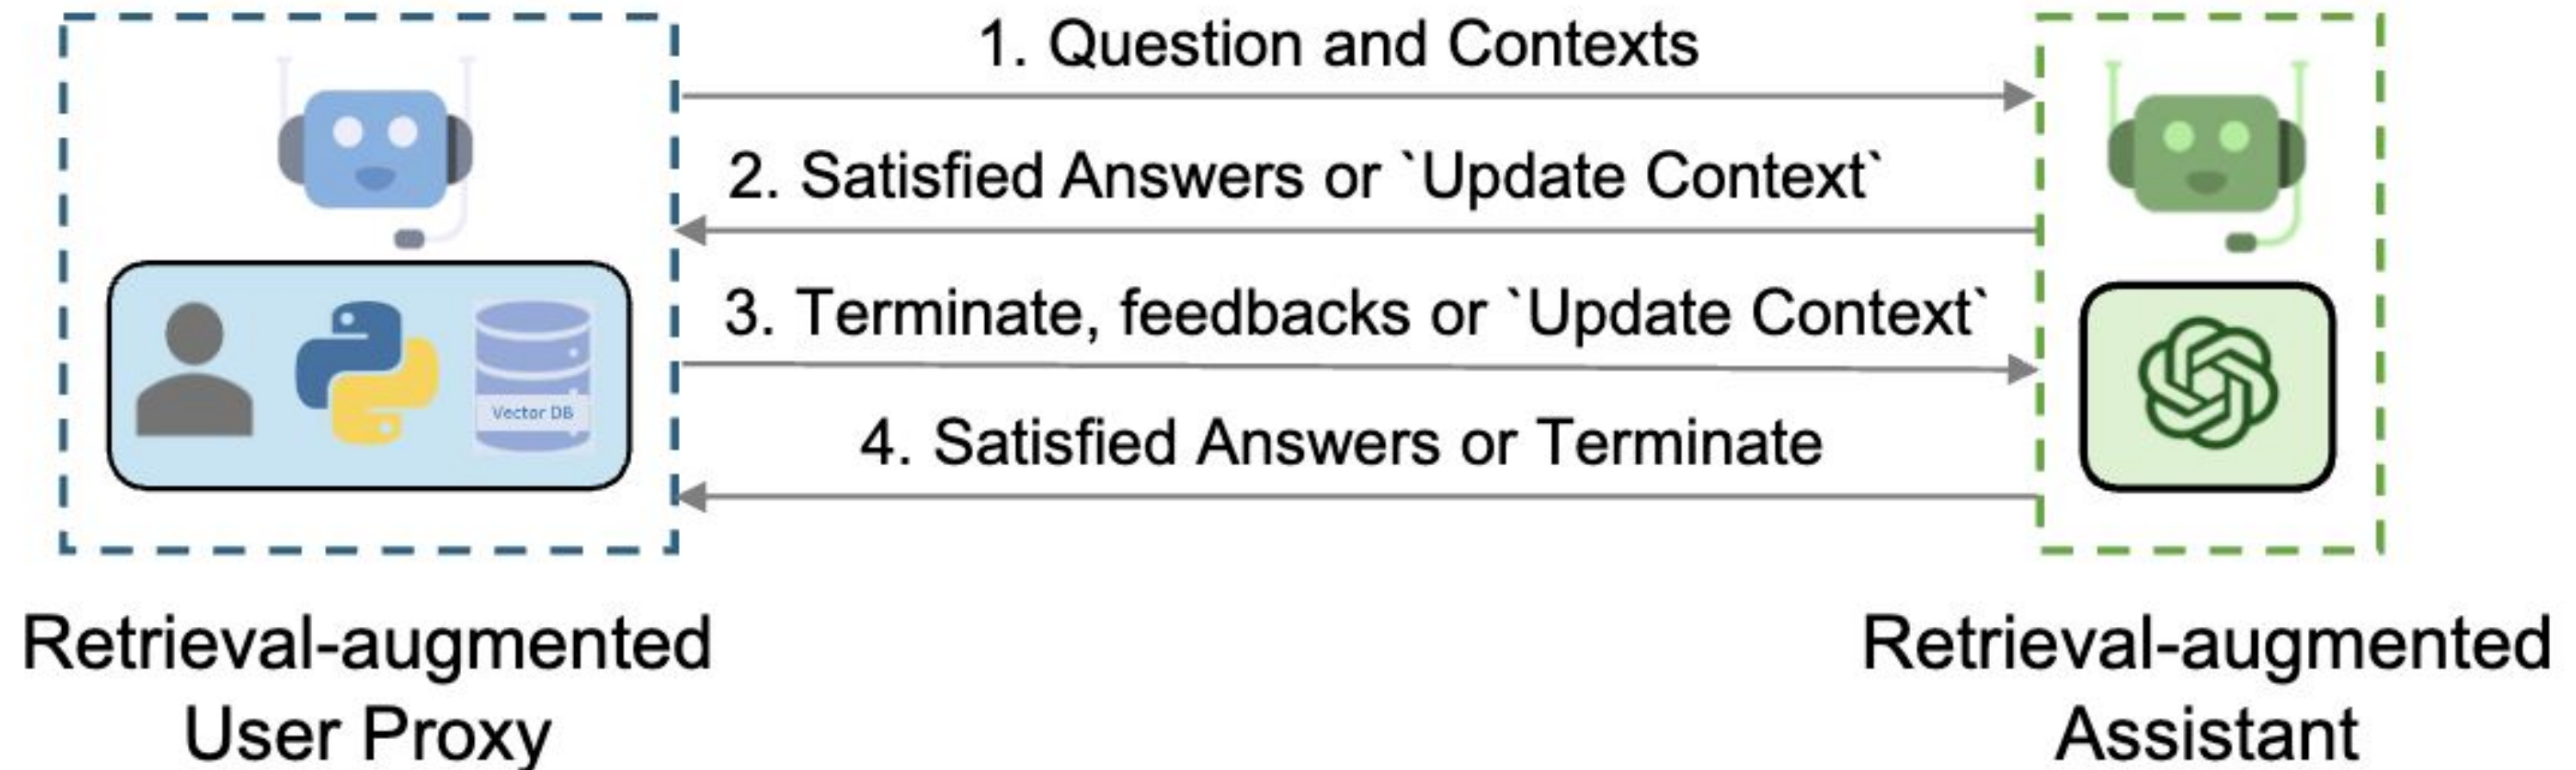 1. Question and Contexts
2. Satisfied Answers or `Update Context`
3. Terminate, feedbacks or `Update Context`
Vector DB
4. Satisfied Answers or Terminate
Retrieval-augmented
User Proxy
Retrieval-augmented
Assistant